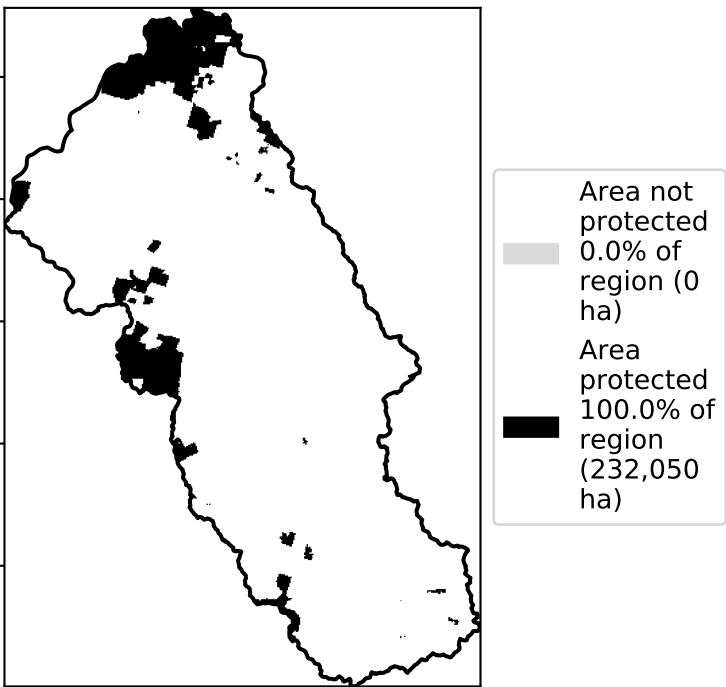 Area not
protected
0.0% of
region (0
ha)
Area
protected
100.0% of
region
(232,050
ha)